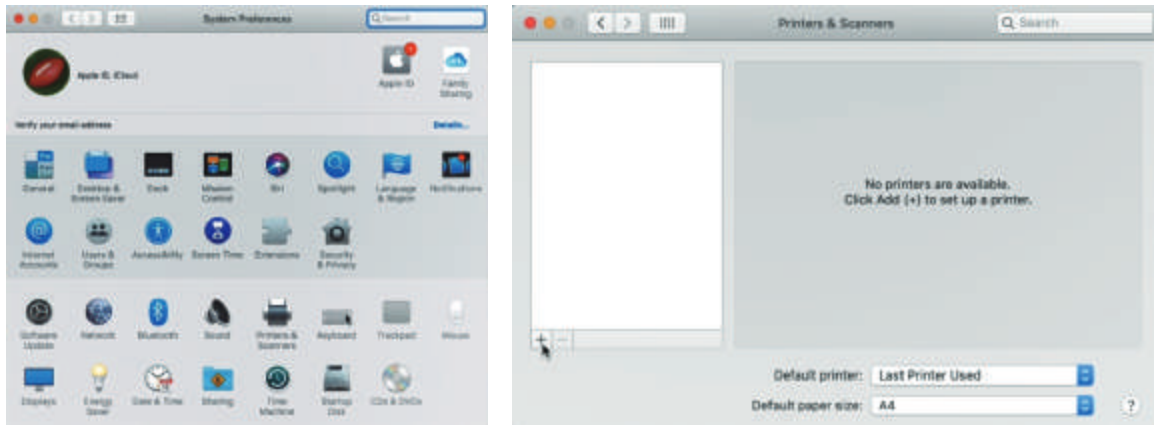 System Preferences
Search
Apple ID, iCloud
Apple ID
Family
Sharing
Verify your email address
Details...
General
Desktop &
Screen Saver
Dock
Mission
Control
Siri
Spotlight
Language
& Region
Notifications
Internet
Accounts
Users &
Groups
Accessibility
Screen Time
Extensions
Security
& Privacy
Software
Update
Network
Bluetooth
Sound
Printers &
Scanners
Keyboard
Trackpad
Mouse
Displays
Energy
Saver
Date & Time
Sharing
Time
Machine
Startup
Disk
CDs & DVDs
Printers & Scanners
Search
No printers are available.
Click Add (+) to set up a printer.
+ −
Default printer: Last Printer Used
Default paper size: A4
?